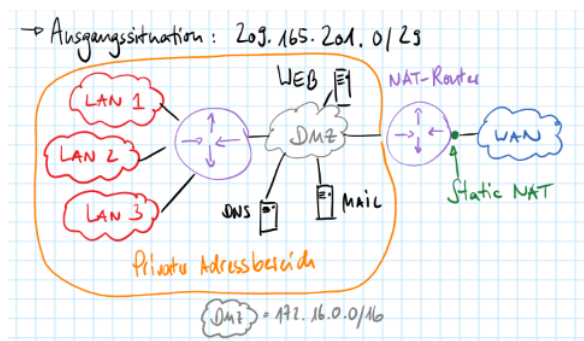 → Ausgangssituation: 209.165.201.0/29
WEB
NAT-Router
LAN 1
LAN 2
LAN 3
DMZ
WAN
Static NAT
DNS
MAIL
Privater Adressbereich
DMZ = 172.16.0.0/16